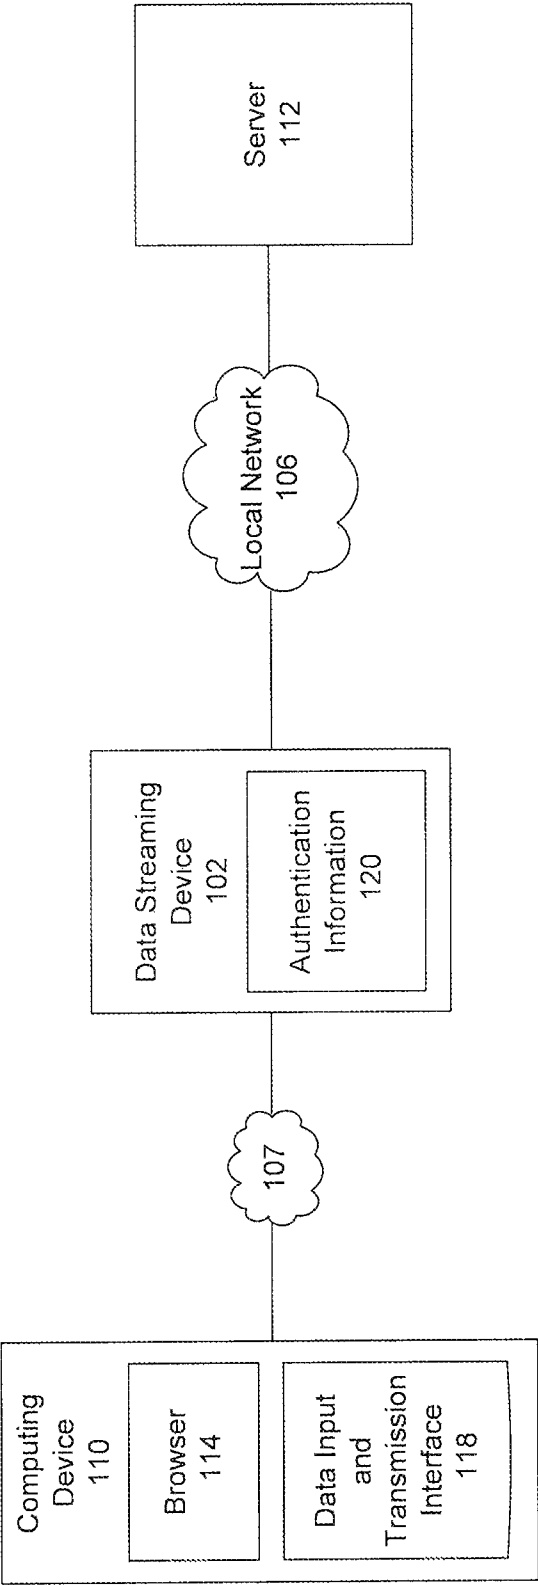 Computing
Device
110
Browser
114
Data Input
and
Transmission
Interface
118
107
Data Streaming
Device
102
Authentication
Information
120
Local Network
106
Server
112